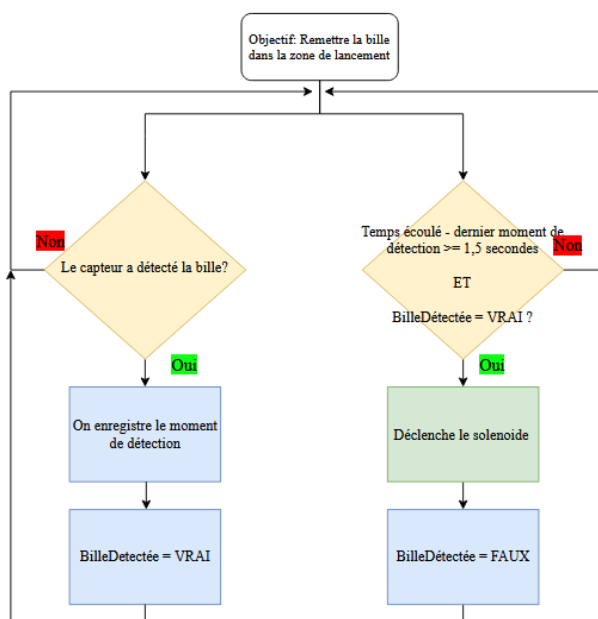 Objectif: Remettre la bille
dans la zone de lancement
Non
Le capteur a détecté la bille?
Oui
On enregistre le moment
de détection
BilleDetectée = VRAI
Temps écoulé - dernier moment de
détection >= 1,5 secondes
Non
ET
BilleDétectée = VRAI ?
Oui
Déclenche le solenoide
BilleDétectée = FAUX